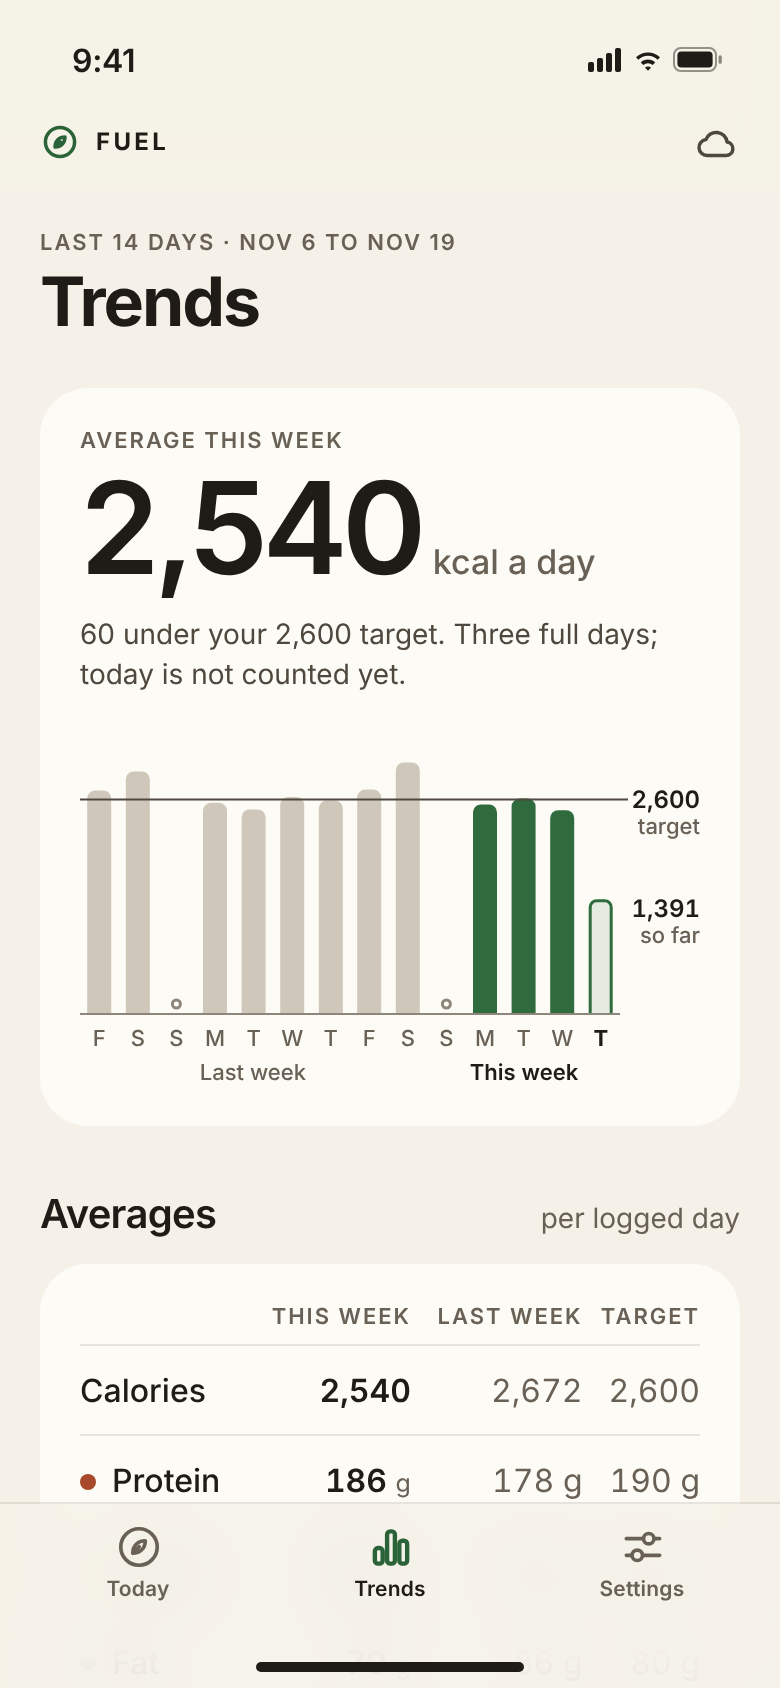 9:41
FUEL
LAST 14 DAYS · NOV 6 TO NOV 19
Trends
AVERAGE THIS WEEK
2,540 kcal a day
60 under your 2,600 target. Three full days;
today is not counted yet.
2,600
target
1,391
so far
F S S M T W T F S S M T W T
Last week This week
Averages per logged day
THIS WEEK LAST WEEK TARGET
Calories 2,540 2,672 2,600
Protein 186 g 178 g 190 g
Today Trends Settings
Fat g 6 g 80 g